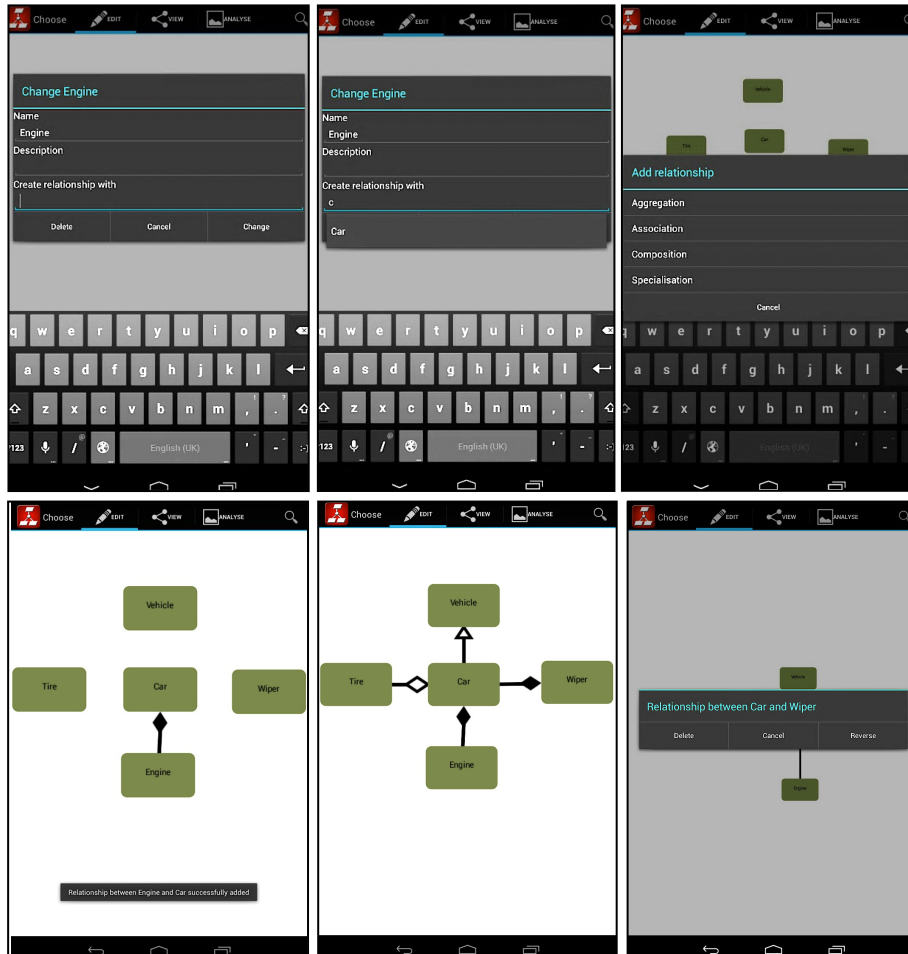 Choose EDIT VIEW ANALYSE
Change Engine
Name
Engine
Description
Create relationship with
Delete Cancel Change
q w e r t y u i o p
a s d f g h j k l
z x c v b n m , ! . ?
?123 / @ English (UK) ' - :-)
Choose EDIT VIEW ANALYSE
Change Engine
Name
Engine
Description
Create relationship with
c
Car
q w e r t y u i o p
a s d f g h j k l
z x c v b n m , ! . ?
?123 / @ English (UK) ' - :-)
Choose EDIT VIEW ANALYSE
Vehicle
Tire Car Wiper
Add relationship
Aggregation
Association
Composition
Specialisation
Cancel
q w e r t y u i o p
a s d f g h j k l
z x c v b n m , .
?123 / English (UK) ' - :-)
Choose EDIT VIEW ANALYSE
Vehicle
Tire Car Wiper
Engine
Relationship between Engine and Car successfully added
Choose EDIT VIEW ANALYSE
Vehicle
Tire Car Wiper
Engine
Choose EDIT VIEW ANALYSE
Vehicle
Relationship between Car and Wiper
Delete Cancel Reverse
Engine